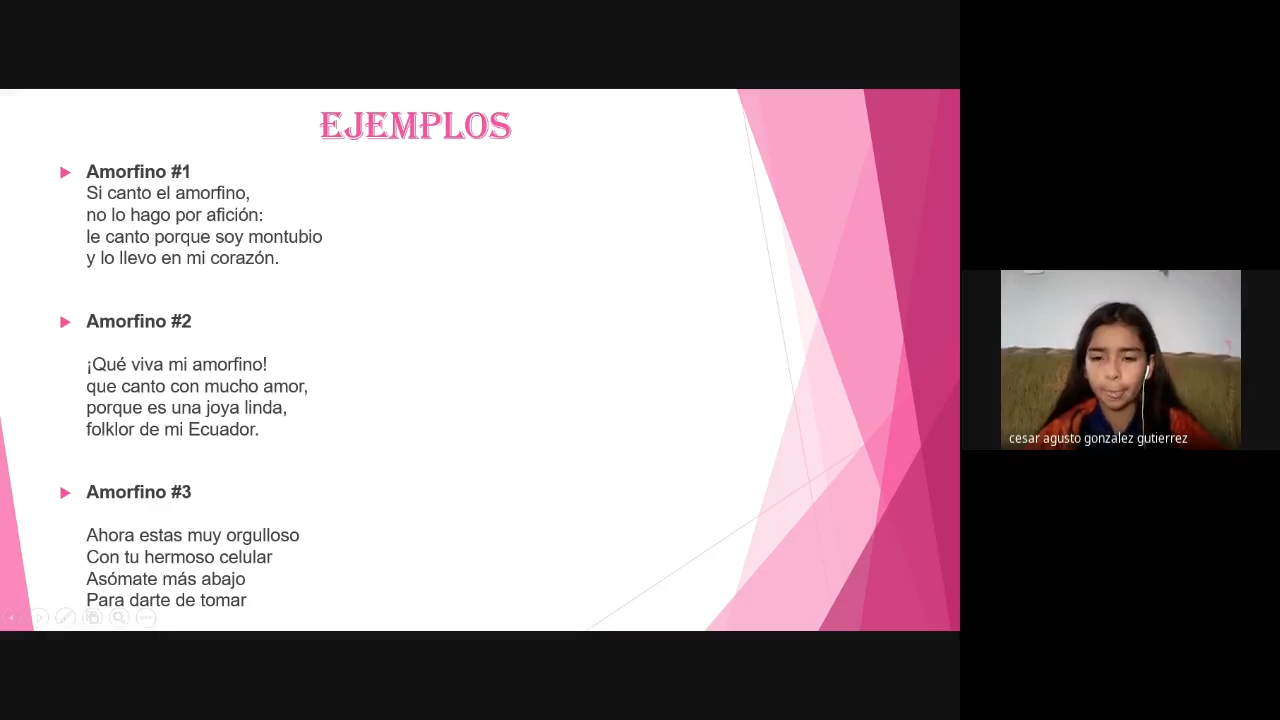 EJEMPLOS
Amorfino #1
Si canto el amorfino,
no lo hago por afición:
le canto porque soy montubio
y lo llevo en mi corazón.
Amorfino #2
¡Qué viva mi amorfino!
que canto con mucho amor,
porque es una joya linda,
folklor de mi Ecuador.
Amorfino #3
Ahora estas muy orgulloso
Con tu hermoso celular
Asómate más abajo
Para darte de tomar
cesar agusto gonzalez gutierrez